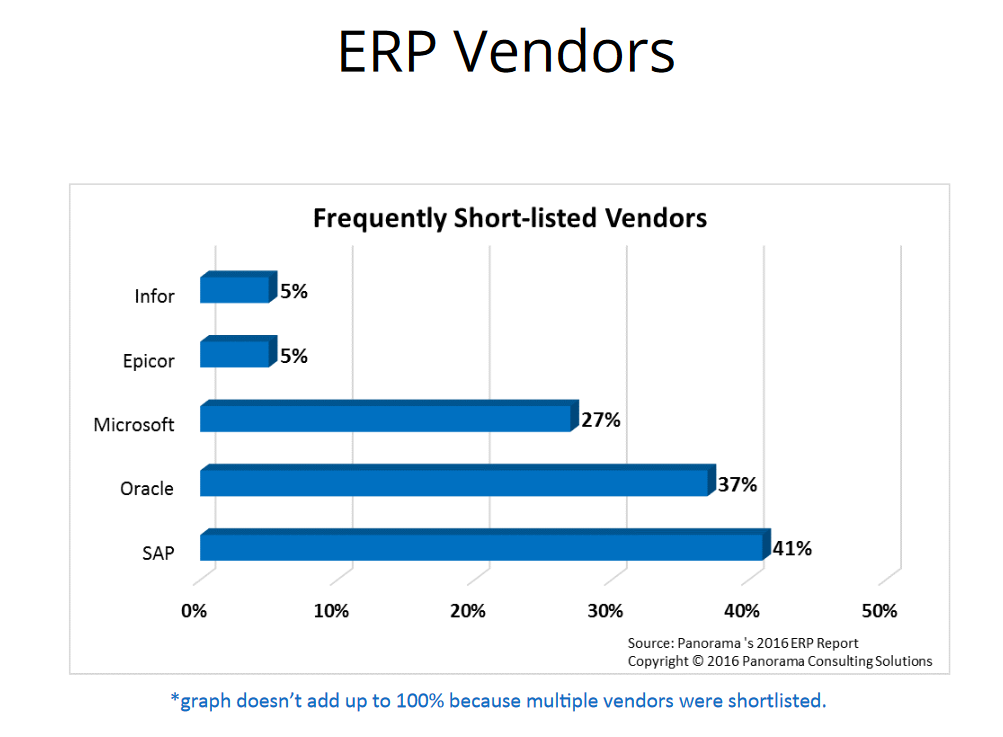 ERP Vendors
Frequently Short-listed Vendors
Infor 5%
Epicor 5%
Microsoft 27%
Oracle 37%
SAP 41%
0% 10% 20% 30% 40% 50%
Source: Panorama 's 2016 ERP Report
Copyright © 2016 Panorama Consulting Solutions
*graph doesn’t add up to 100% because multiple vendors were shortlisted.